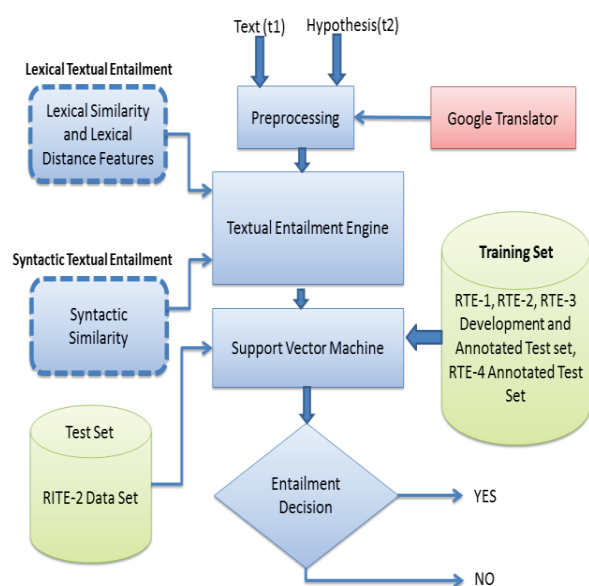 Text (t1)
Hypothesis(t2)
Lexical Textual Entailment
Lexical Similarity
and Lexical
Distance Features
Preprocessing
Google Translator
Textual Entailment Engine
Syntactic Textual Entailment
Syntactic
Similarity
Training Set
RTE-1, RTE-2, RTE-3
Development and
Annotated Test set,
RTE-4 Annotated Test
Set
Support Vector Machine
Test Set
RITE-2 Data Set
Entailment
Decision
YES
NO